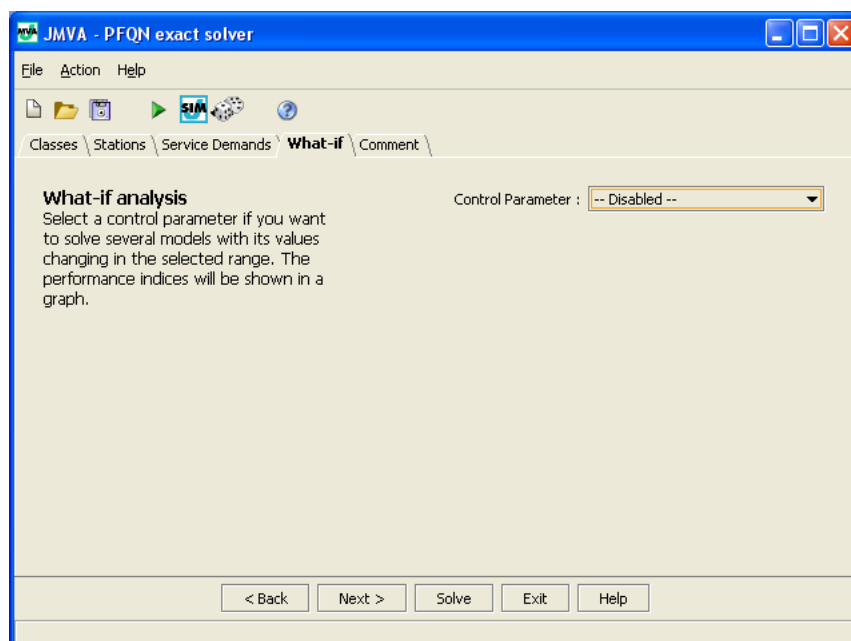 MVA JMVA - PFQN exact solver
File Action Help
SIM ?
Classes Stations Service Demands What-if Comment
What-if analysis
Control Parameter : -- Disabled --
Select a control parameter if you want
to solve several models with its values
changing in the selected range. The
performance indices will be shown in a
graph.
< Back Next > Solve Exit Help